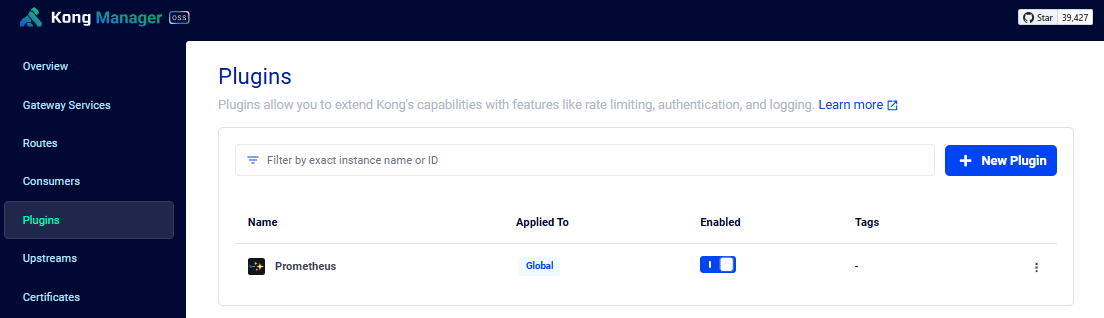 Kong Manager OSS
Star 39,427
Overview
Gateway Services
Routes
Consumers
Plugins
Upstreams
Certificates
Plugins
Plugins allow you to extend Kong's capabilities with features like rate limiting, authentication, and logging. Learn more
Filter by exact instance name or ID
+ New Plugin
Name Applied To Enabled Tags
Prometheus Global -